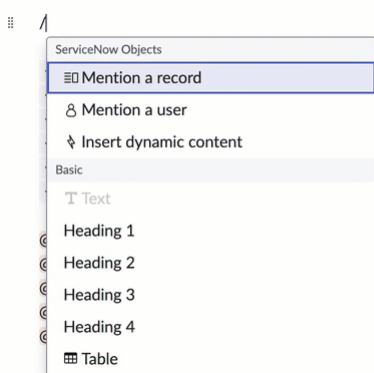 /
ServiceNow Objects
Mention a record
Mention a user
Insert dynamic content
Basic
Text
Heading 1
Heading 2
Heading 3
Heading 4
Table